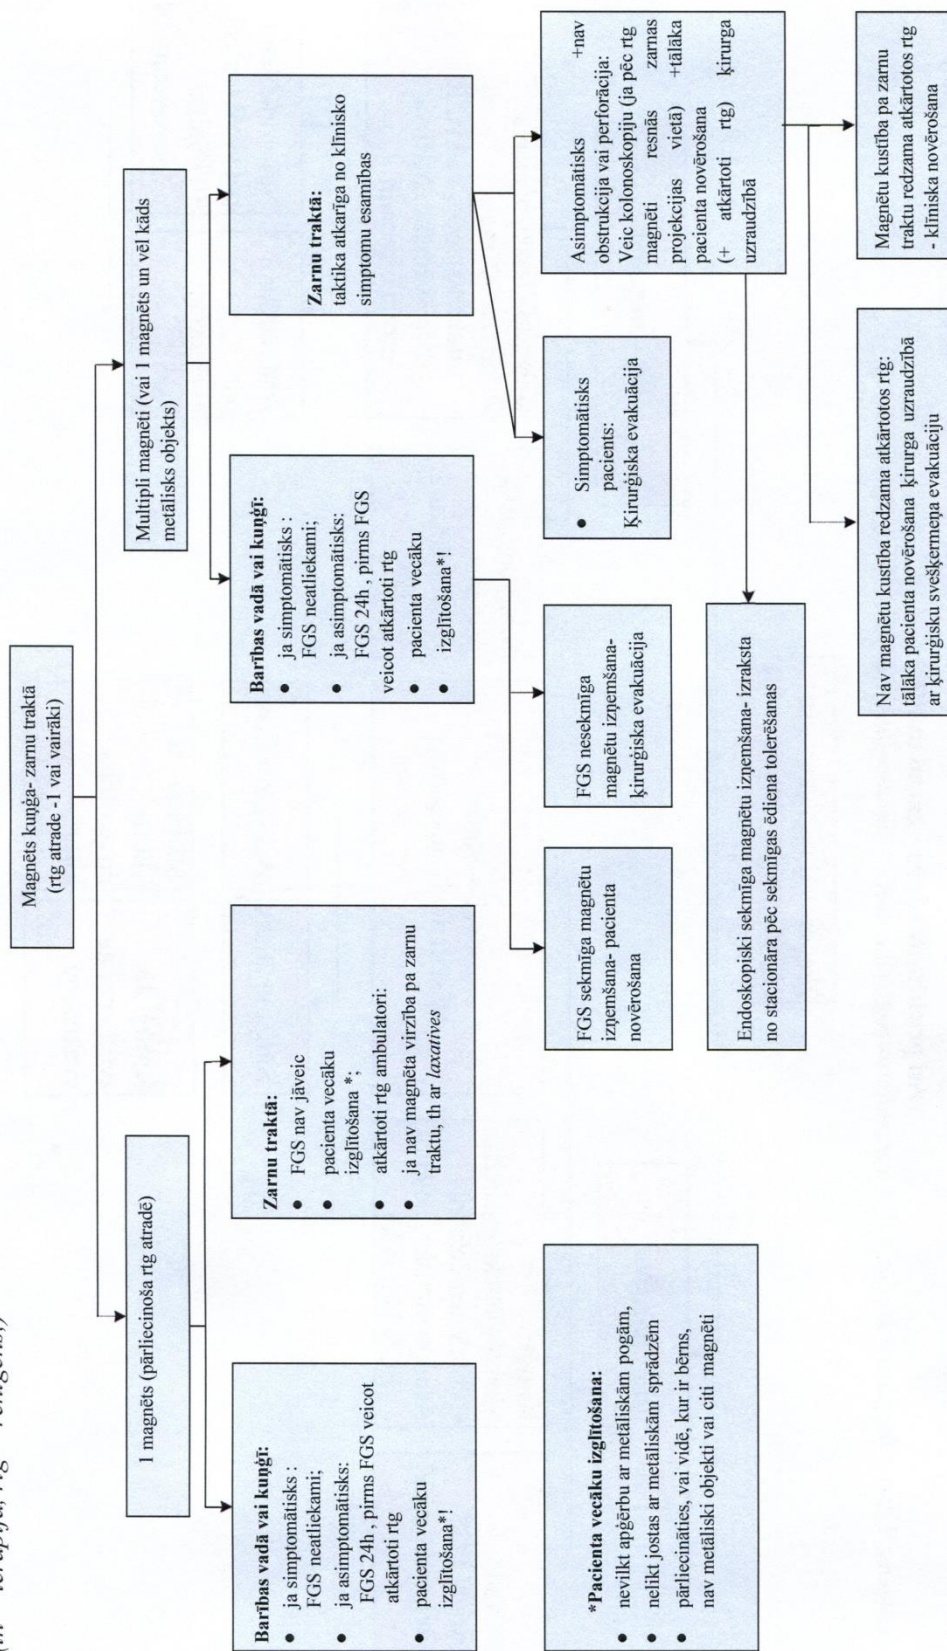 (th – terapija, rtg – rentgens,)
Magnēts kuņģa- zarnu traktā
(rtg atrade -1 vai vairāki)
1 magnēts (pārliecinoša rtg atradē)
Multipli magnēti (vai 1 magnēts un vēl kāds
metālisks objekts)
Barības vadā vai kuņģī:
● ja simptomātisks :
FGS neatliekami;
● ja asimptomātisks:
FGS 24h , pirms FGS veicot
atkārtoti rtg
● pacienta vecāku
izglītošana*!
Zarnu traktā:
● FGS nav jāveic
● pacienta vecāku
izglītošana *;
● atkārtoti rtg ambulatori:
● ja nav magnēta virzība pa zarnu
traktu, th ar laxatives
Barības vadā vai kuņģī:
● ja simptomātisks :
FGS neatliekami;
● ja asimptomātisks:
FGS 24h , pirms FGS
veicot atkārtoti rtg
● pacienta vecāku
● izglītošana*!
Zarnu traktā:
taktika atkarīga no klīnisko
simptomu esamības
*Pacienta vecāku izglītošana:
● nevilkt apģērbu ar metāliskām pogām,
● nelikt jostas ar metāliskām sprādzēm
● pārliecināties, vai vidē, kur ir bērns,
nav metāliski objekti vai citi magnēti
FGS sekmīga magnētu
izņemšana- pacienta
novērošana
FGS nesekmīga
magnētu izņemšana-
ķirurģiska evakuācija
● Simptomātisks
pacients:
Ķirurģiska evakuācija
Asimptomātisks +nav
obstrukcija vai perforācija:
Veic kolonoskopiju (ja pēc rtg
magnēti resnās zarnas
projekcijas vietā) +tālāka
pacienta novērošana
(+ atkārtoti rtg) ķirurga
uzraudzībā
Endoskopiski sekmīga magnētu izņemšana- izraksta
no stacionāra pēc sekmīgas ēdiena tolerēšanas
Nav magnētu kustība redzama atkārtotos rtg:
tālāka pacienta novērošana ķirurga uzraudzībā
ar ķirurģisku svešķermeņa evakuāciju
Magnētu kustība pa zarnu
traktu redzama atkārtotos rtg
- klīniska novērošana